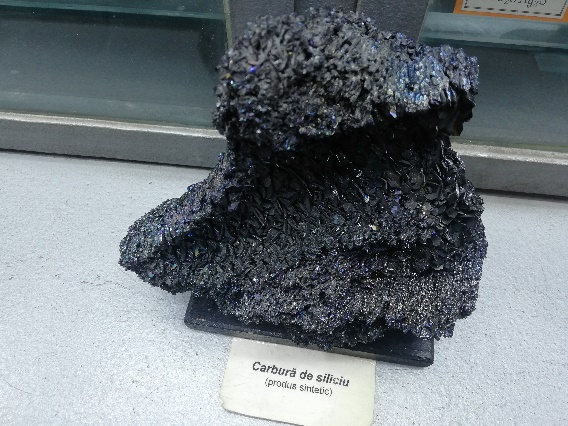 Carbură de siliciu
(produs sintetic)